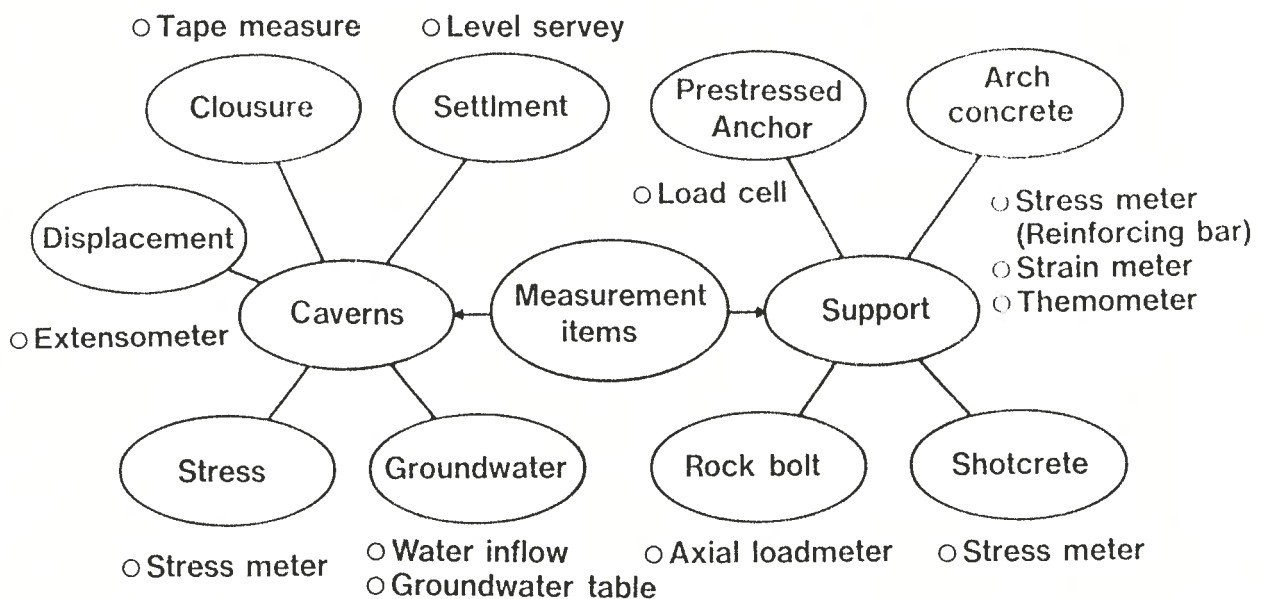 ○ Tape measure
○ Level servey
Clousure
Settlment
Prestressed
Anchor
Arch
concrete
○ Load cell
○ Stress meter
(Reinforcing bar)
○ Strain meter
○ Themometer
Displacement
○ Extensometer
Caverns
Measurement
items
Support
Stress
Groundwater
Rock bolt
Shotcrete
○ Stress meter
○ Water inflow
○ Groundwater table
○ Axial loadmeter
○ Stress meter